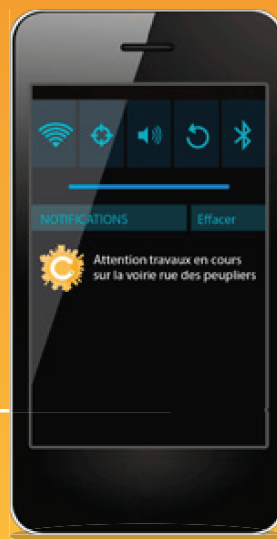 NOTIFICATIONS Effacer
Attention travaux en cours
sur la voirie rue des peupliers